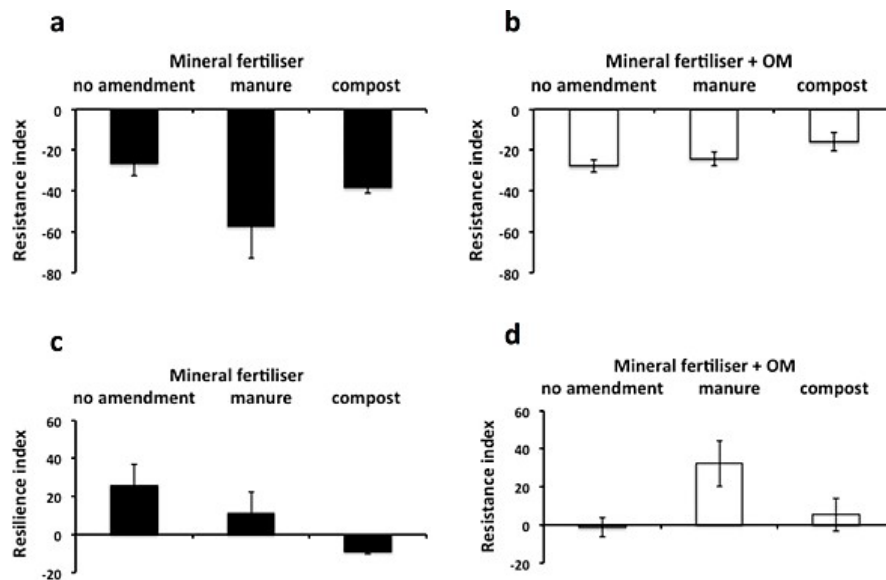 a
Mineral fertiliser
no amendment manure compost
0
-20
-40
-60
-80
Resistance index
b
Mineral fertiliser + OM
no amendment manure compost
0
-20
-40
-60
-80
Resistance index
c
Mineral fertiliser
no amendment manure compost
60
40
20
0
-20
Resilience index
d
Mineral fertiliser + OM
no amendment manure compost
60
40
20
0
-20
Resistance index